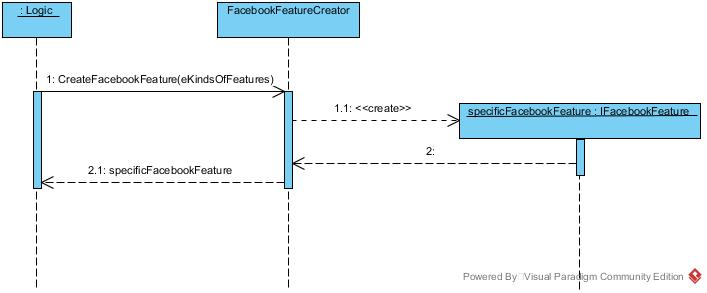 : Logic
FacebookFeatureCreator
1: CreateFacebookFeature(eKindsOfFeatures)
1.1: <<create>>
specificFacebookFeature : IFacebookFeature
2:
2.1: specificFacebookFeature
Powered By Visual Paradigm Community Edition